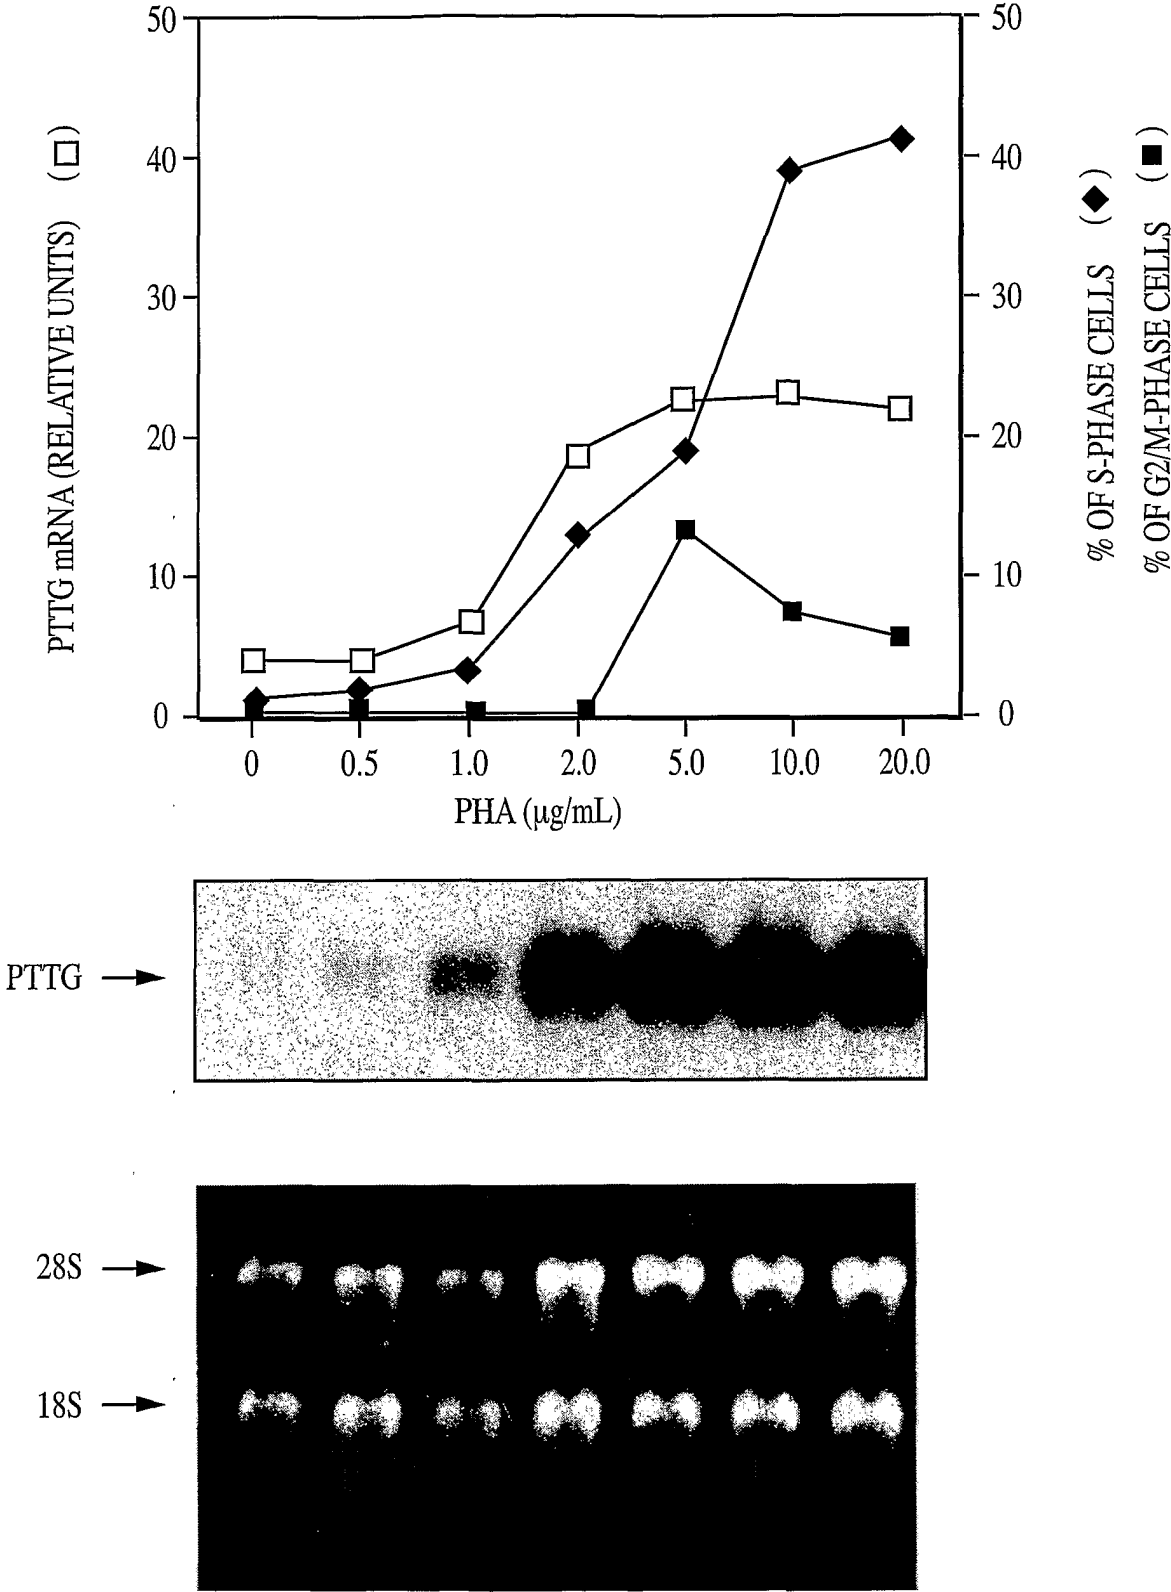 50
40
30
20
10
0
PTTG mRNA (RELATIVE UNITS) (□)
50
40
30
20
10
0
% OF S-PHASE CELLS (◆)
% OF G2/M-PHASE CELLS (■)
0 0.5 1.0 2.0 5.0 10.0 20.0
PHA (µg/mL)
PTTG
28S
18S